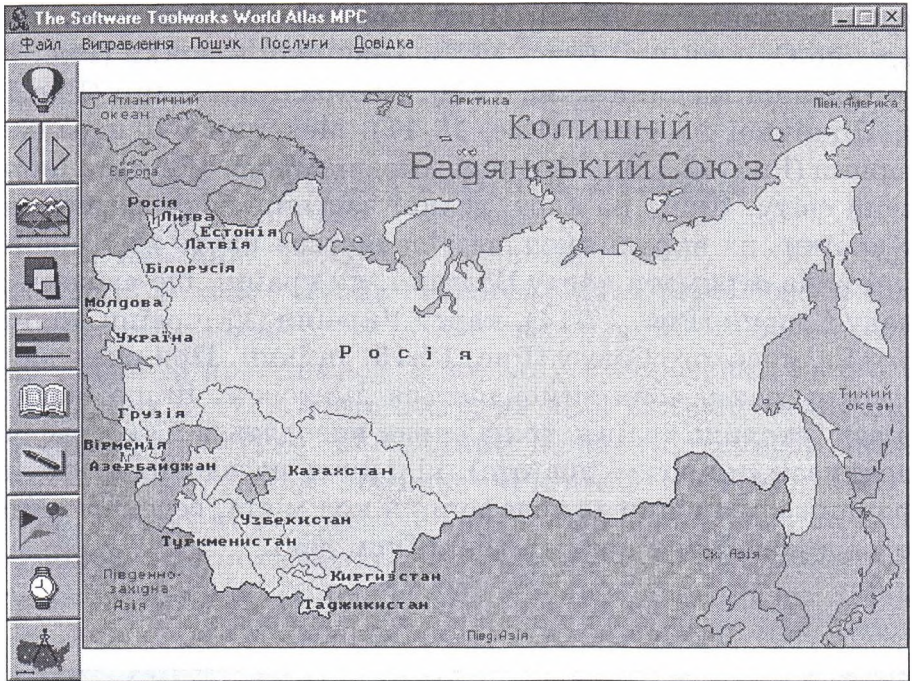 The Software Toolworks World Atlas MPC
Файл Виправлення Пошук Послуги Довідка
Атлантичний
океан
Арктика
Півн. Америка
Колишній
Радянський Союз
Європа
Росія
Литва
Естонія
Латвія
Білорусія
Молдова
Україна
Росія
Тихий
океан
Грузія
Вірменія
Азербайджан
Казахстан
Узбекистан
Туркменистан
Сх. Азія
Південно-
західна
Азія
Киргизстан
Таджикистан
Півд. Азія